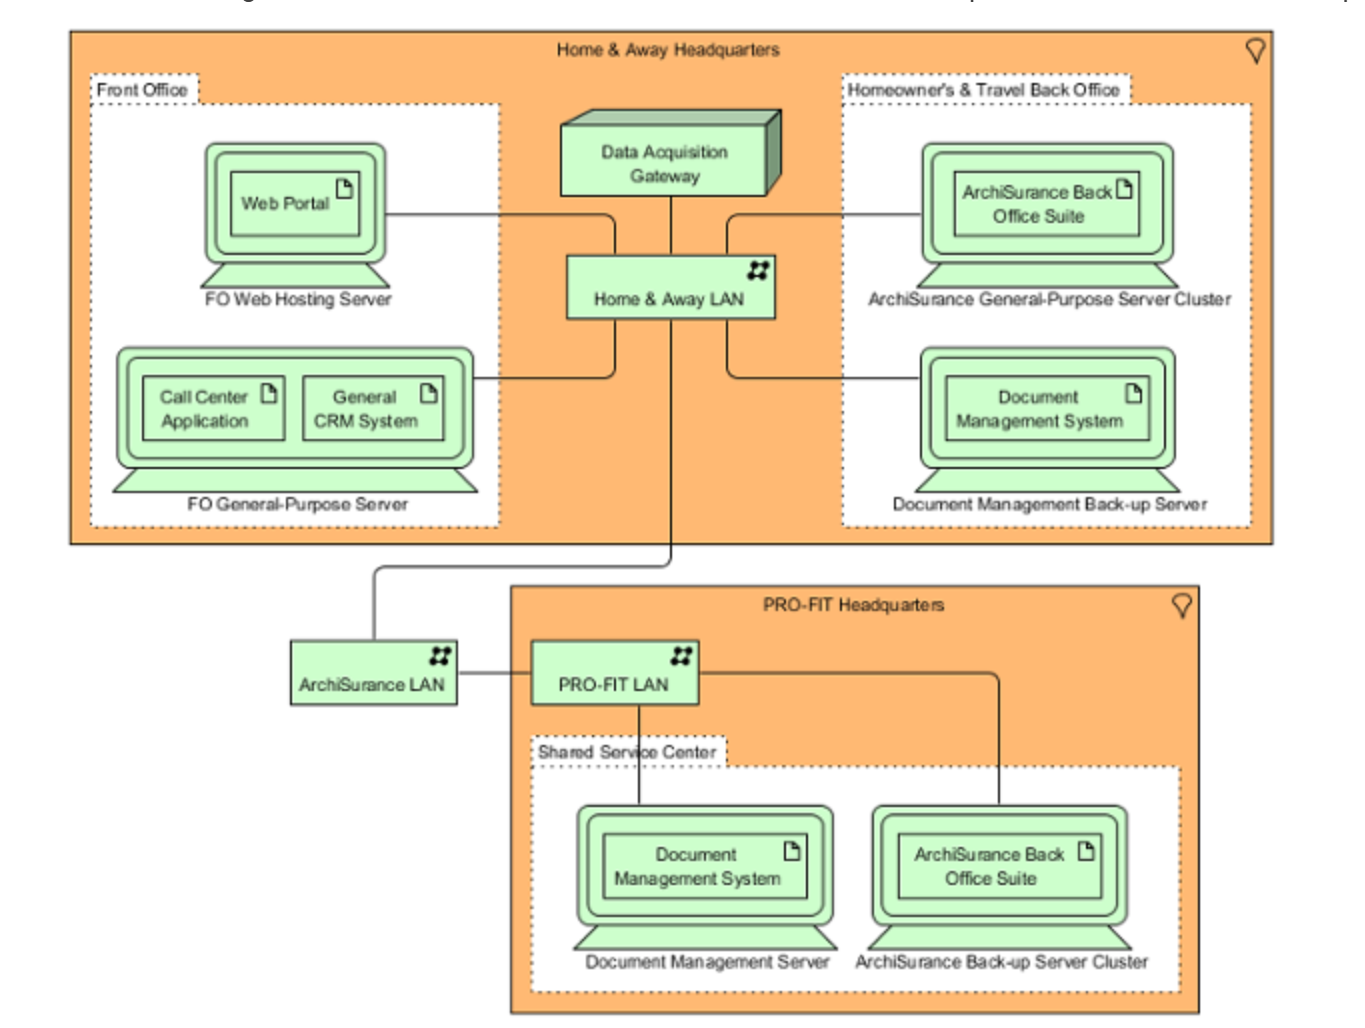 Home & Away Headquarters
Front Office
Homeowner's & Travel Back Office
Data Acquisition
Gateway
Web Portal
ArchiSurance Back
Office Suite
Home & Away LAN
FO Web Hosting Server
ArchiSurance General-Purpose Server Cluster
Call Center
Application
General
CRM System
Document
Management System
FO General-Purpose Server
Document Management Back-up Server
PRO-FIT Headquarters
ArchiSurance LAN
PRO-FIT LAN
Shared Service Center
Document
Management System
ArchiSurance Back
Office Suite
Document Management Server
ArchiSurance Back-up Server Cluster